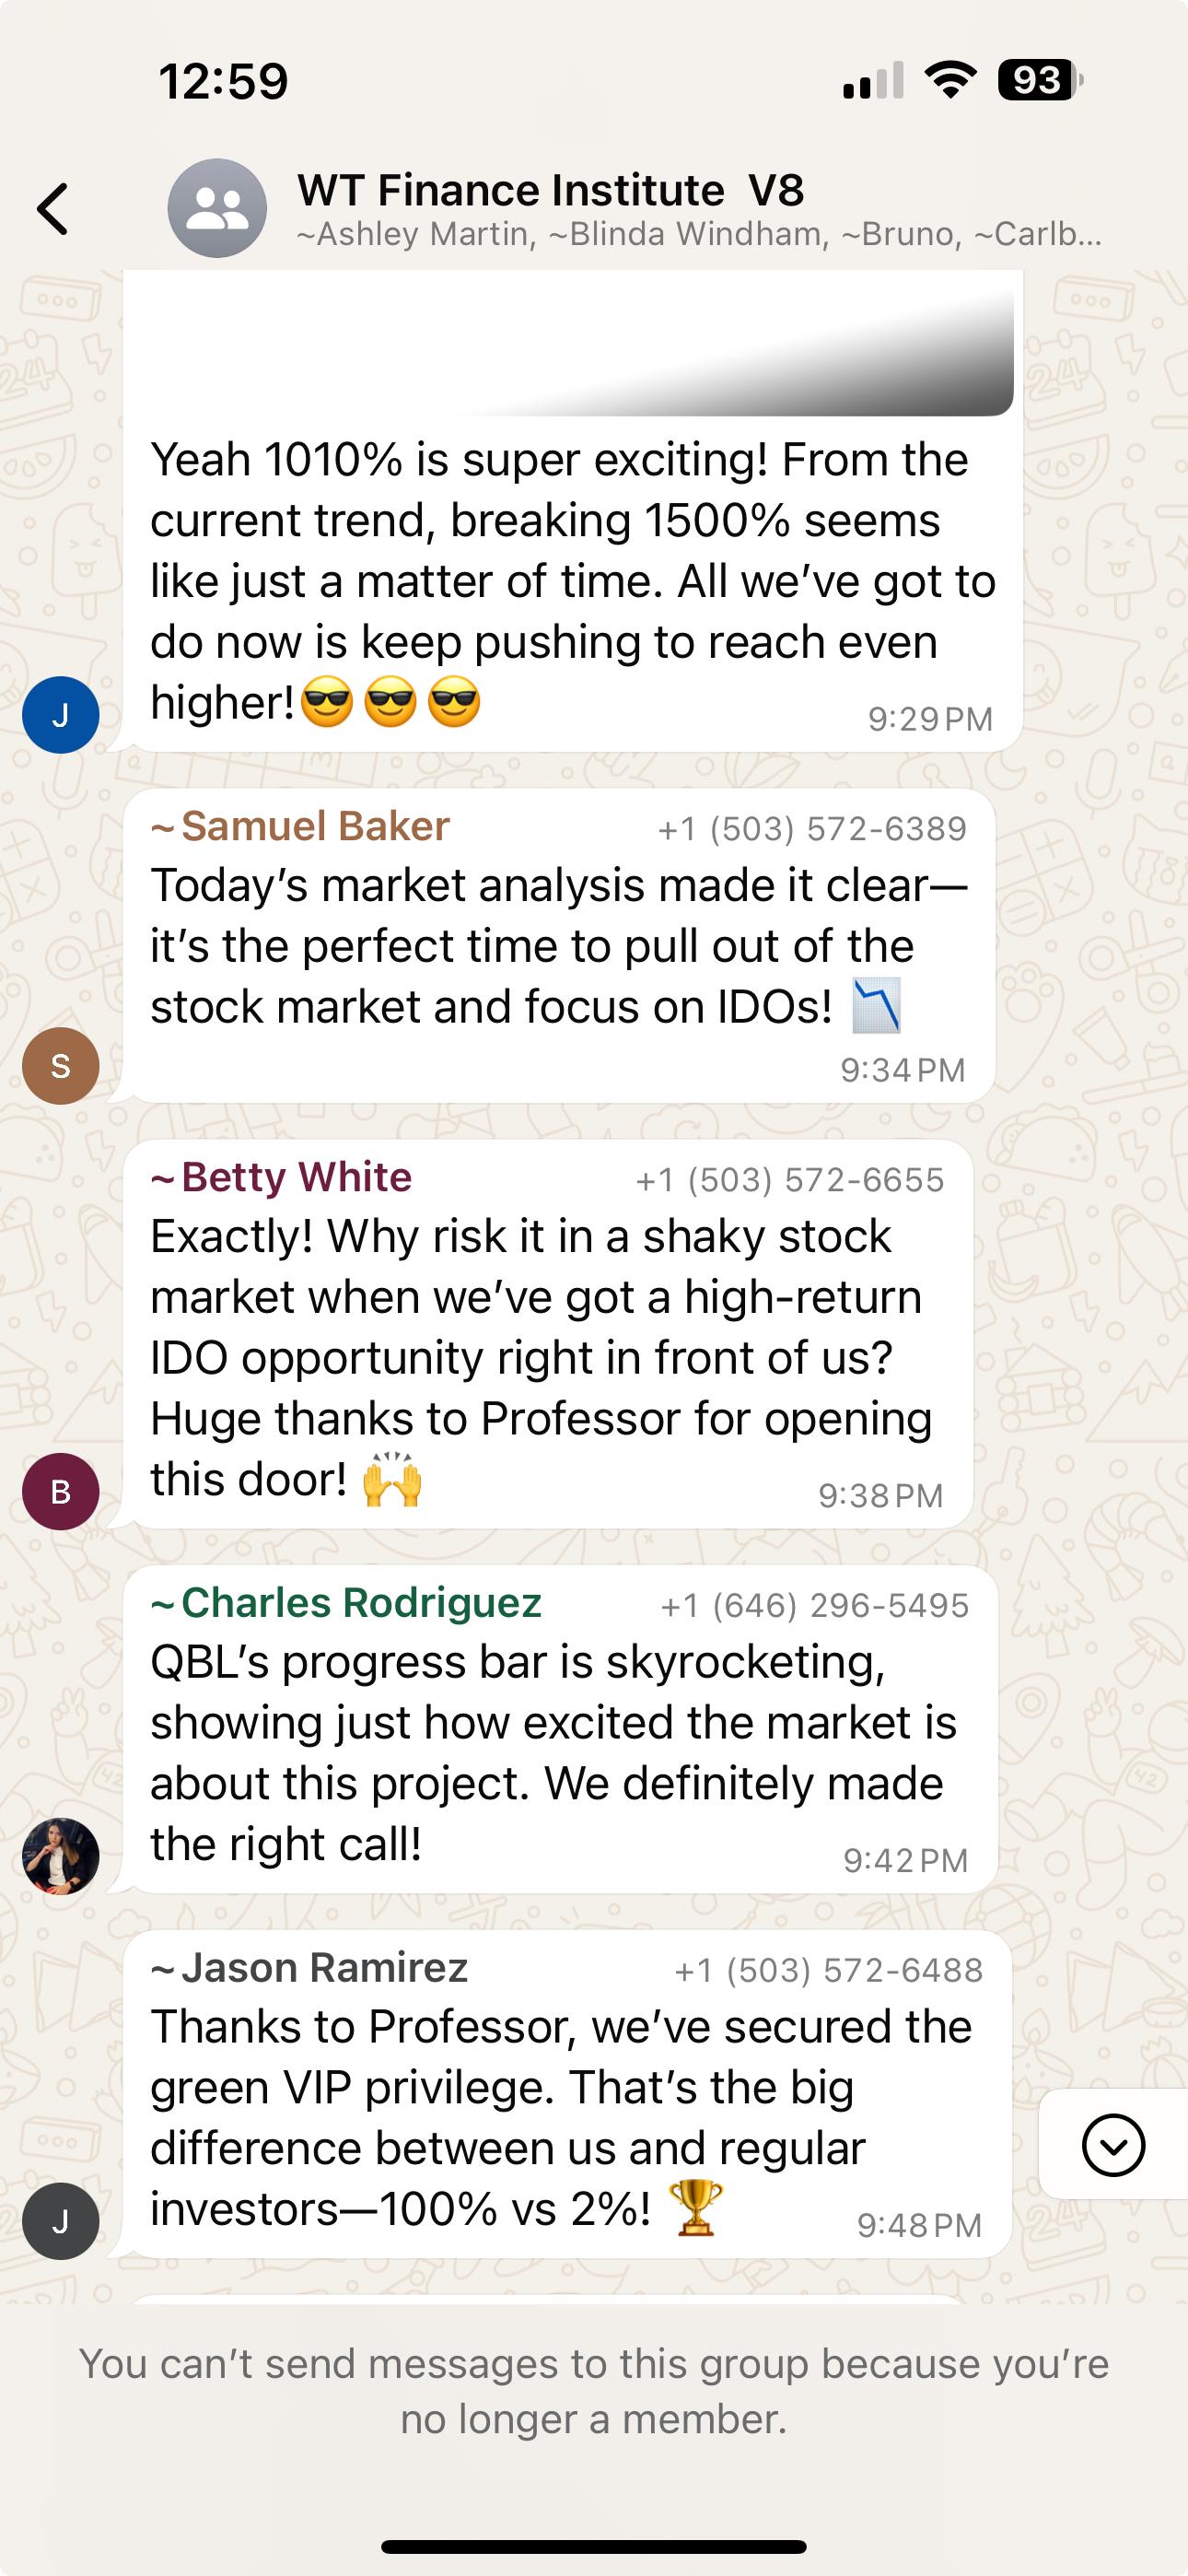 12:59
93
WT Finance Institute V8
~Ashley Martin, ~Blinda Windham, ~Bruno, ~Carlb...
Yeah 1010% is super exciting! From the
current trend, breaking 1500% seems
like just a matter of time. All we’ve got to
do now is keep pushing to reach even
higher!😎😎😎
9:29 PM
J
~Samuel Baker +1 (503) 572-6389
Today’s market analysis made it clear—
it’s the perfect time to pull out of the
stock market and focus on IDOs! 📉
9:34 PM
S
~Betty White +1 (503) 572-6655
Exactly! Why risk it in a shaky stock
market when we’ve got a high-return
IDO opportunity right in front of us?
Huge thanks to Professor for opening
this door! 🙌
9:38 PM
B
~Charles Rodriguez +1 (646) 296-5495
QBL’s progress bar is skyrocketing,
showing just how excited the market is
about this project. We definitely made
the right call!
9:42 PM
~Jason Ramirez +1 (503) 572-6488
Thanks to Professor, we’ve secured the
green VIP privilege. That’s the big
difference between us and regular
investors—100% vs 2%! 🏆
9:48 PM
J
You can’t send messages to this group because you’re
no longer a member.